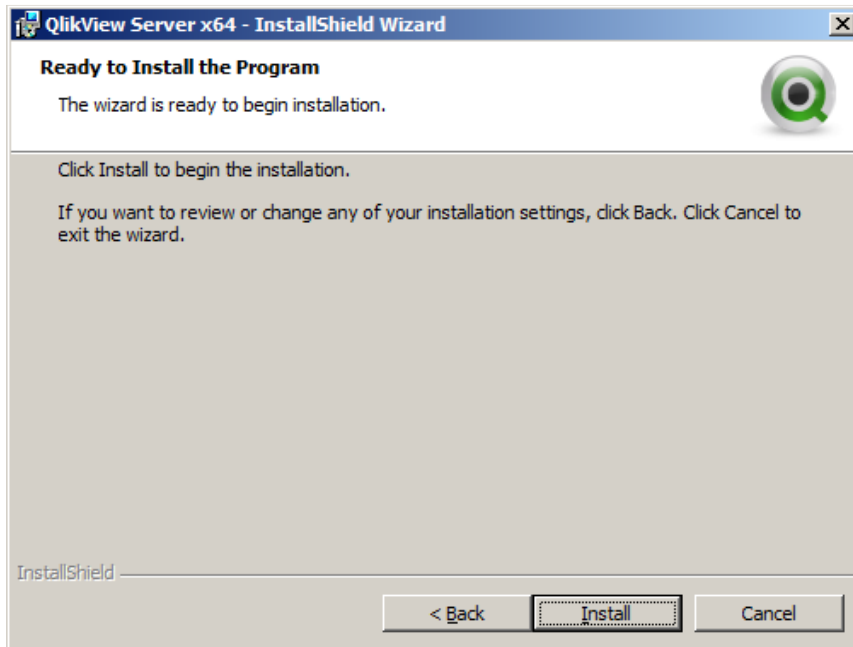 QlikView Server x64 - InstallShield Wizard
Ready to Install the Program
The wizard is ready to begin installation.
Click Install to begin the installation.
If you want to review or change any of your installation settings, click Back. Click Cancel to
exit the wizard.
InstallShield
< Back Install Cancel